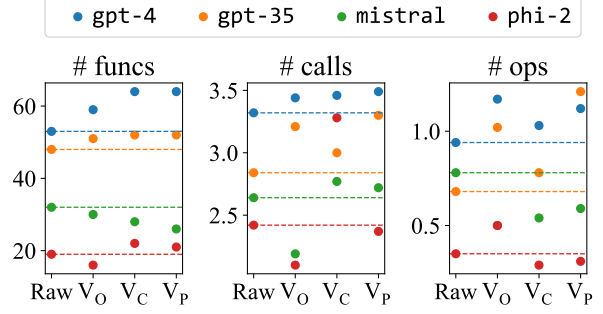 gpt-4 gpt-35 mistral phi-2
# funcs # calls # ops
60
40
20
Raw V_O V_C V_P
3.5
3.0
2.5
Raw V_O V_C V_P
1.0
0.5
Raw V_O V_C V_P